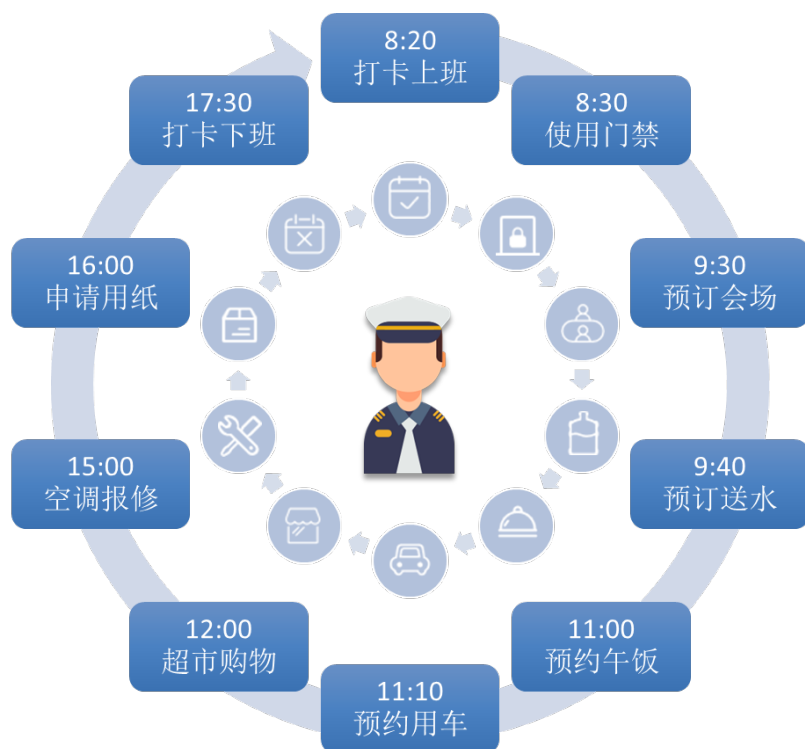 8:20
打卡上班
8:30
使用门禁
9:30
预订会场
9:40
预订送水
11:00
预约午饭
11:10
预约用车
12:00
超市购物
15:00
空调报修
16:00
申请用纸
17:30
打卡下班